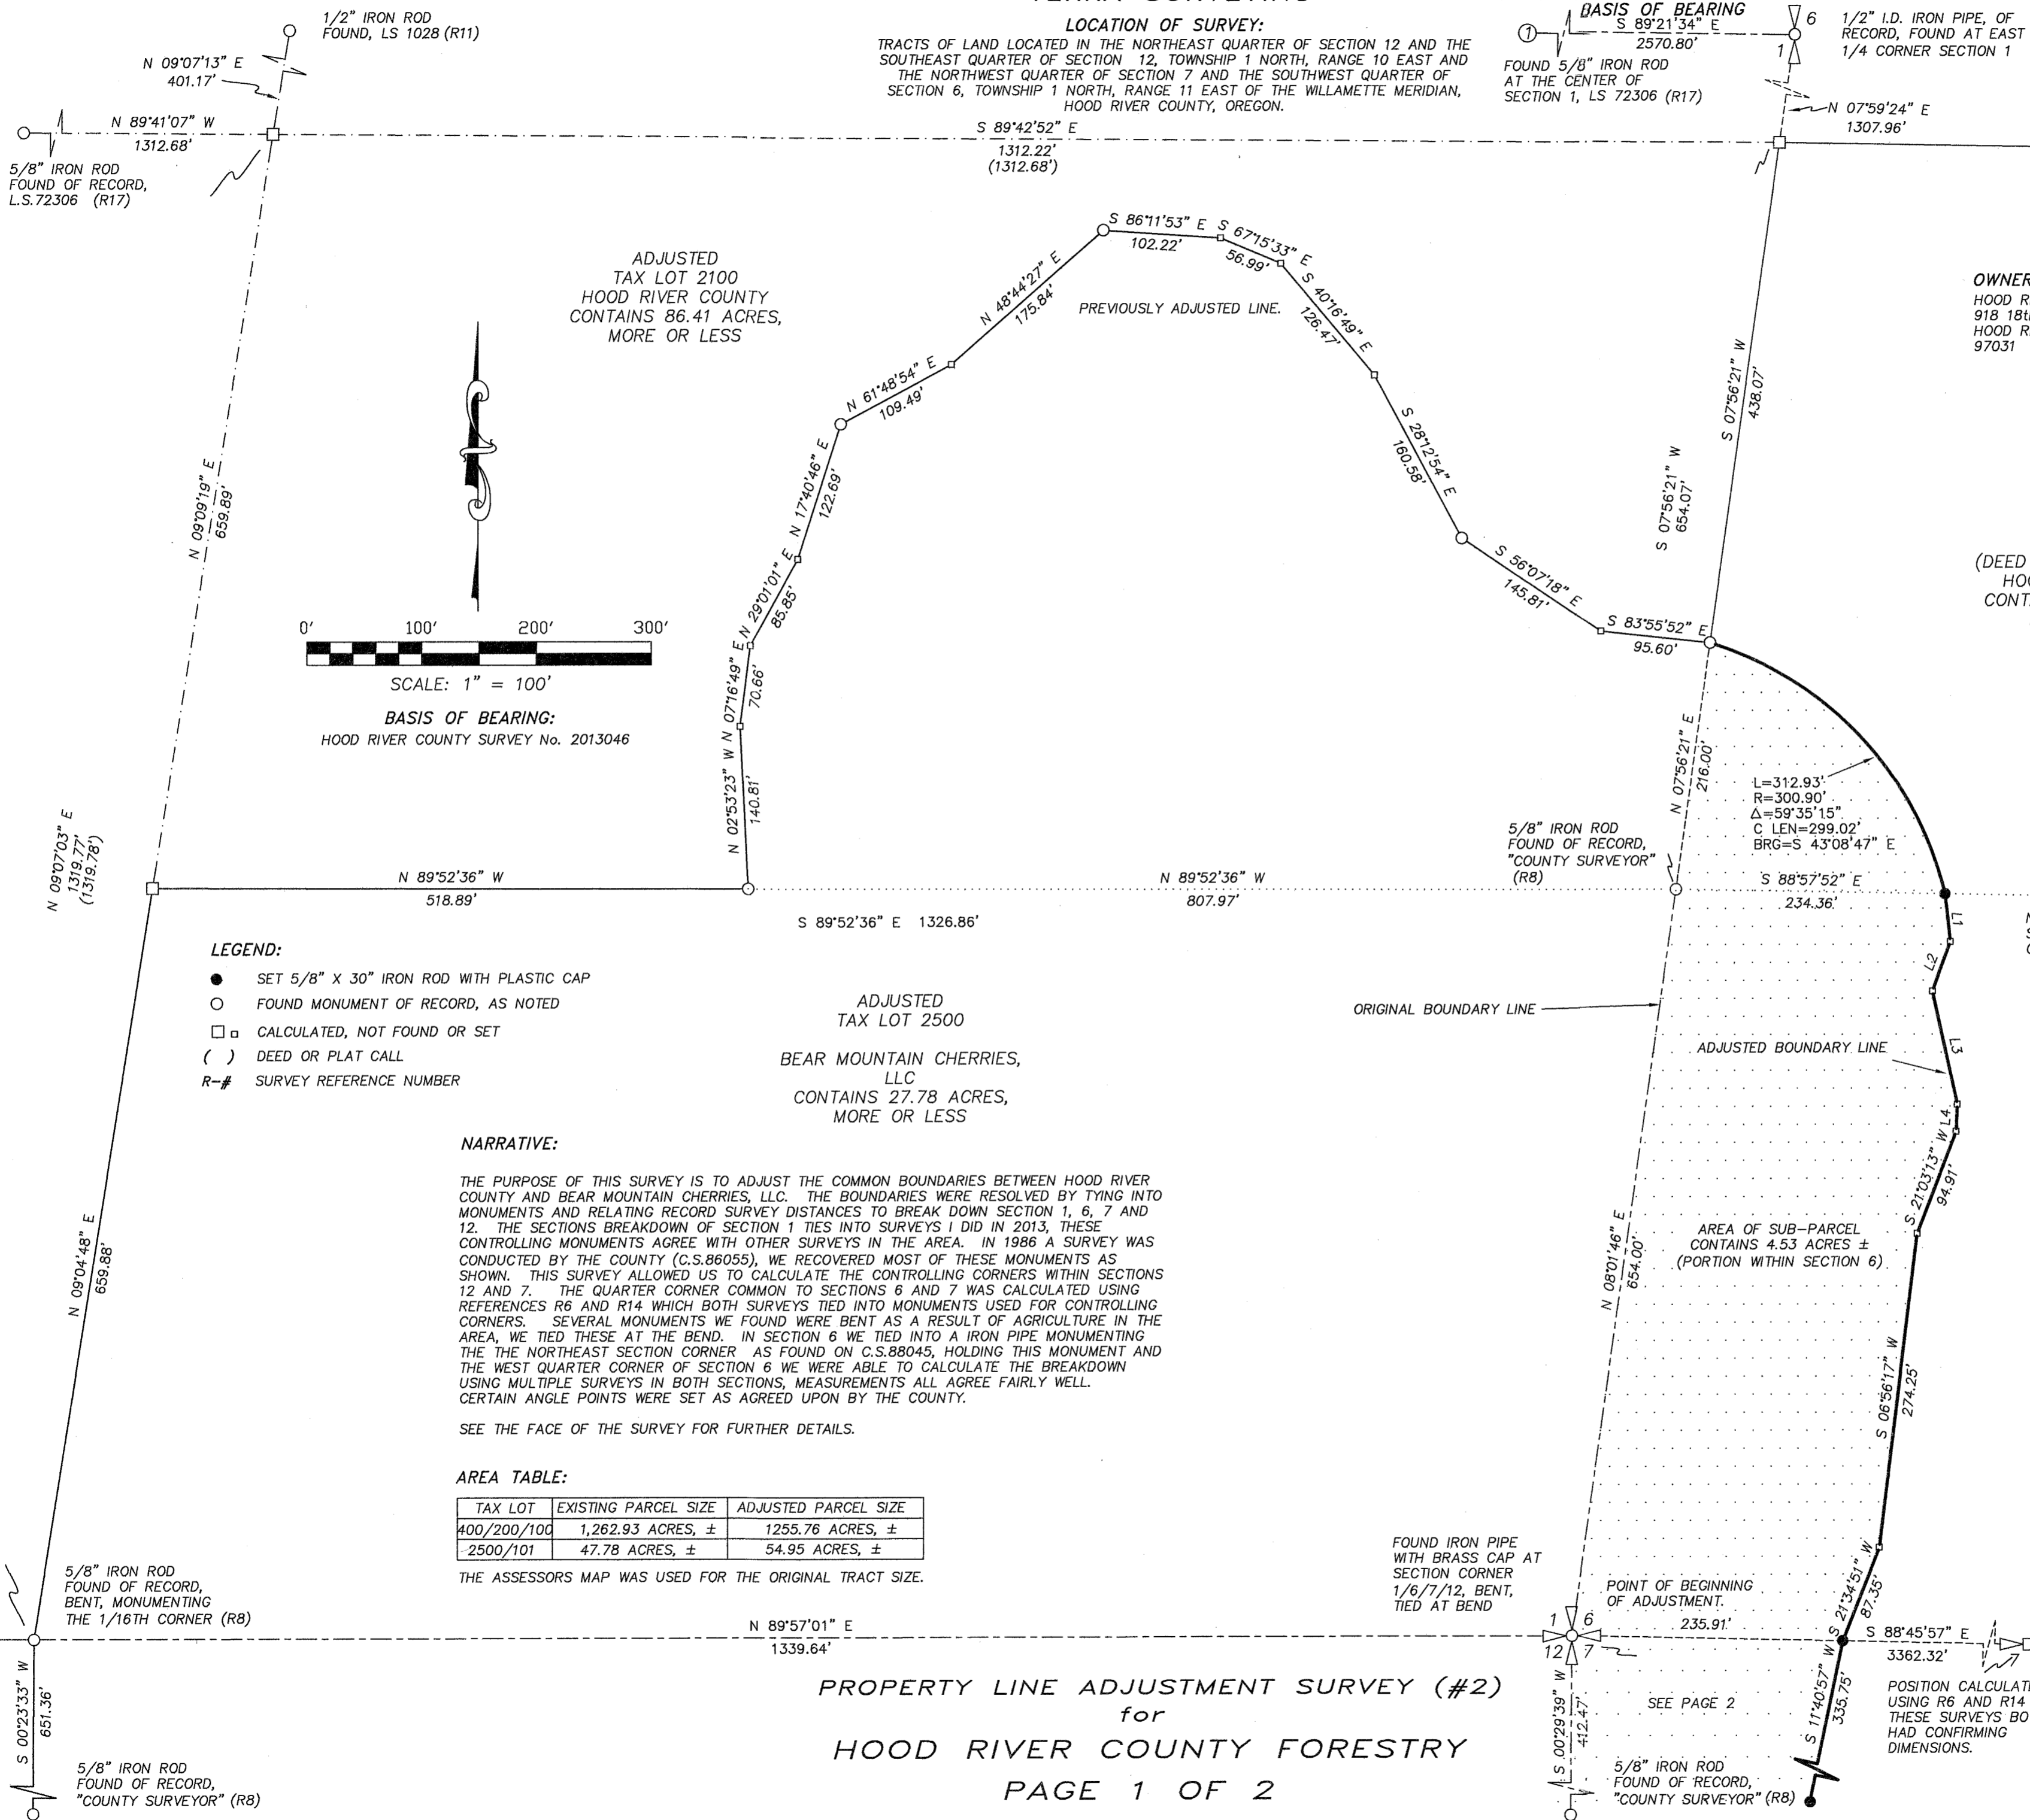 LOCATION OF SURVEY:
TRACTS OF LAND LOCATED IN THE NORTHEAST QUARTER OF SECTION 12 AND THE
SOUTHEAST QUARTER OF SECTION 12, TOWNSHIP 1 NORTH, RANGE 10 EAST AND
THE NORTHWEST QUARTER OF SECTION 7 AND THE SOUTHWEST QUARTER OF
SECTION 6, TOWNSHIP 1 NORTH, RANGE 11 EAST OF THE WILLAMETTE MERIDIAN,
HOOD RIVER COUNTY, OREGON.
1/2" IRON ROD
FOUND, LS 1028 (R11)
N 09°07'13" E
401.17'
N 89°41'07" W
1312.68'
5/8" IRON ROD
FOUND OF RECORD,
L.S.72306 (R17)
S 89°42'52" E
1312.22'
(1312.68')
BASIS OF BEARING
S 89°21'34" E
2570.80'
1
FOUND 5/8" IRON ROD
AT THE CENTER OF
SECTION 1, LS 72306 (R17)
6
1
1/2" I.D. IRON PIPE, OF
RECORD, FOUND AT EAST
1/4 CORNER SECTION 1
N 07°59'24" E
1307.96'
ADJUSTED
TAX LOT 2100
HOOD RIVER COUNTY
CONTAINS 86.41 ACRES,
MORE OR LESS
PREVIOUSLY ADJUSTED LINE.
S 86°11'53" E
102.22'
S 67°15'33" E
56.99'
S 40°16'49" E
126.47'
S 28°12'54" E
160.58'
S 56°07'18" E
145.81'
S 83°55'52" E
95.60'
N 48°44'27" E
175.84'
N 61°48'54" E
109.49'
N 17°40'46" E
122.69'
N 29°01'01" E
85.85'
N 07°16'49" E
70.66'
N 02°53'23" W
140.81'
S 07°56'21" W
438.07'
S 07°56'21" W
654.07'
OWNER
HOOD R
918 18th
HOOD R
97031
(DEED
HOO
CONT
N 09°09'19" E
659.89'
0' 100' 200' 300'
SCALE: 1" = 100'
BASIS OF BEARING:
HOOD RIVER COUNTY SURVEY No. 2013046
N 09°07'03" E
1319.77'
(1319.78')
N 07°56'21" E
216.00'
L=312.93'
R=300.90'
Δ=59°35'15"
C LEN=299.02'
BRG=S 43°08'47" E
5/8" IRON ROD
FOUND OF RECORD,
"COUNTY SURVEYOR"
(R8)
N 89°52'36" W
518.89'
N 89°52'36" W
807.97'
S 89°52'36" E 1326.86'
S 88°57'52" E
234.36'
L1
L2
L3
L4
LEGEND:
SET 5/8" X 30" IRON ROD WITH PLASTIC CAP
FOUND MONUMENT OF RECORD, AS NOTED
CALCULATED, NOT FOUND OR SET
( ) DEED OR PLAT CALL
R-# SURVEY REFERENCE NUMBER
ADJUSTED
TAX LOT 2500
BEAR MOUNTAIN CHERRIES,
LLC
CONTAINS 27.78 ACRES,
MORE OR LESS
ORIGINAL BOUNDARY LINE
ADJUSTED BOUNDARY LINE
N 09°04'48" E
659.88'
NARRATIVE:
THE PURPOSE OF THIS SURVEY IS TO ADJUST THE COMMON BOUNDARIES BETWEEN HOOD RIVER
COUNTY AND BEAR MOUNTAIN CHERRIES, LLC. THE BOUNDARIES WERE RESOLVED BY TYING INTO
MONUMENTS AND RELATING RECORD SURVEY DISTANCES TO BREAK DOWN SECTION 1, 6, 7 AND
12. THE SECTIONS BREAKDOWN OF SECTION 1 TIES INTO SURVEYS I DID IN 2013, THESE
CONTROLLING MONUMENTS AGREE WITH OTHER SURVEYS IN THE AREA. IN 1986 A SURVEY WAS
CONDUCTED BY THE COUNTY (C.S.86055), WE RECOVERED MOST OF THESE MONUMENTS AS
SHOWN. THIS SURVEY ALLOWED US TO CALCULATE THE CONTROLLING CORNERS WITHIN SECTIONS
12 AND 7. THE QUARTER CORNER COMMON TO SECTIONS 6 AND 7 WAS CALCULATED USING
REFERENCES R6 AND R14 WHICH BOTH SURVEYS TIED INTO MONUMENTS USED FOR CONTROLLING
CORNERS. SEVERAL MONUMENTS WE FOUND WERE BENT AS A RESULT OF AGRICULTURE IN THE
AREA, WE TIED THESE AT THE BEND. IN SECTION 6 WE TIED INTO A IRON PIPE MONUMENTING
THE THE NORTHEAST SECTION CORNER AS FOUND ON C.S.88045, HOLDING THIS MONUMENT AND
THE WEST QUARTER CORNER OF SECTION 6 WE WERE ABLE TO CALCULATE THE BREAKDOWN
USING MULTIPLE SURVEYS IN BOTH SECTIONS, MEASUREMENTS ALL AGREE FAIRLY WELL.
CERTAIN ANGLE POINTS WERE SET AS AGREED UPON BY THE COUNTY.
SEE THE FACE OF THE SURVEY FOR FURTHER DETAILS.
N 08°01'46" E
654.00'
AREA OF SUB-PARCEL
CONTAINS 4.53 ACRES ±
(PORTION WITHIN SECTION 6)
S 21°03'13" W
94.91'
S 06°56'17" W
274.25'
S 21°34'51" W
87.35'
AREA TABLE:
TAX LOT EXISTING PARCEL SIZE ADJUSTED PARCEL SIZE
400/200/100 1,262.93 ACRES, ± 1255.76 ACRES, ±
2500/101 47.78 ACRES, ± 54.95 ACRES, ±
THE ASSESSORS MAP WAS USED FOR THE ORIGINAL TRACT SIZE.
5/8" IRON ROD
FOUND OF RECORD,
BENT, MONUMENTING
THE 1/16TH CORNER (R8)
FOUND IRON PIPE
WITH BRASS CAP AT
SECTION CORNER
1/6/7/12, BENT,
TIED AT BEND
POINT OF BEGINNING
OF ADJUSTMENT.
235.91'
1 6
12 7
N 89°57'01" E
1339.64'
S 88°45'57" E
3362.32'
S 00°23'33" W
651.36'
5/8" IRON ROD
FOUND OF RECORD,
"COUNTY SURVEYOR" (R8)
S 00°29'39" W
412.47'
SEE PAGE 2
S 11°40'57" W
335.75'
POSITION CALCULATE
USING R6 AND R14
THESE SURVEYS BO
HAD CONFIRMING
DIMENSIONS.
5/8" IRON ROD
FOUND OF RECORD,
"COUNTY SURVEYOR" (R8)
PROPERTY LINE ADJUSTMENT SURVEY (#2)
for
HOOD RIVER COUNTY FORESTRY
PAGE 1 OF 2